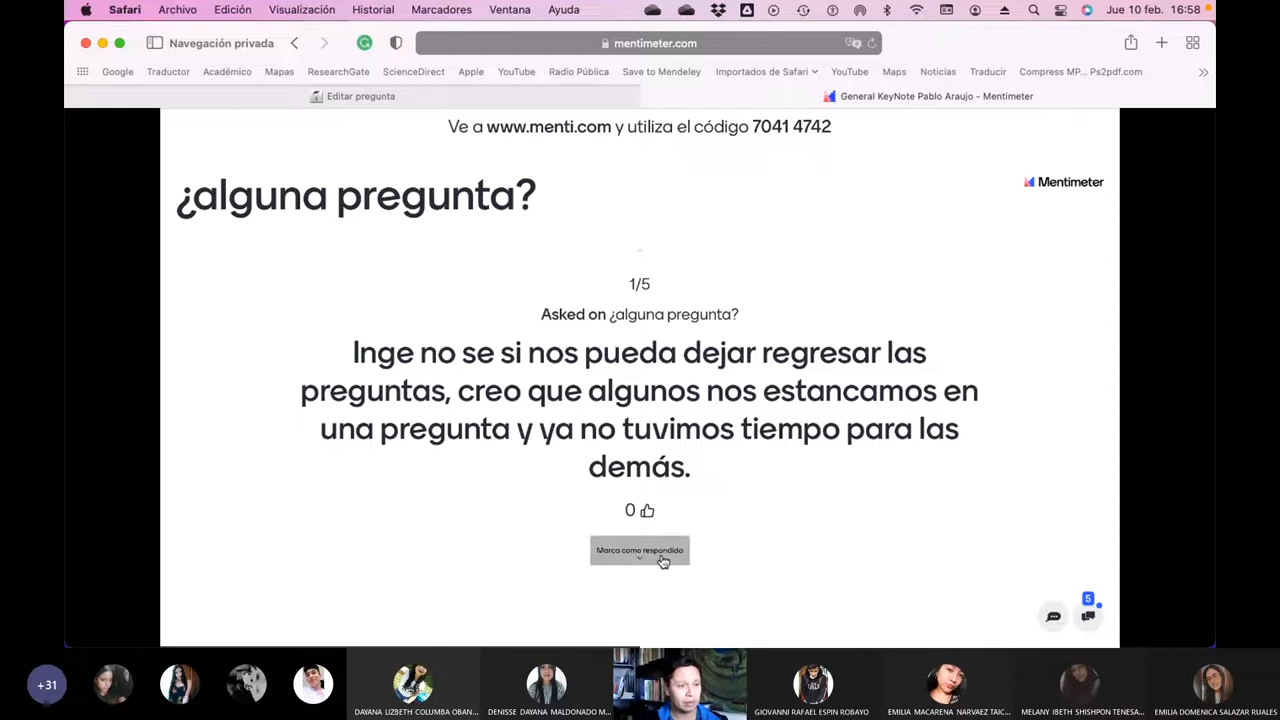 Safari Archivo Edición Visualización Historial Marcadores Ventana Ayuda Jue 10 feb. 16:58
Navegación privada mentimeter.com
Google Traductor Académico Mapas ResearchGate ScienceDirect Apple YouTube Radio Pública Save to Mendeley Importados de Safari YouTube Maps Noticias Traducir Compress MP... Ps2pdf.com
Editar pregunta General KeyNote Pablo Araujo - Mentimeter
Ve a www.menti.com y utiliza el código 7041 4742
¿alguna pregunta?
Mentimeter
1/5
Asked on ¿alguna pregunta?
Inge no se si nos pueda dejar regresar las
preguntas, creo que algunos nos estancamos en
una pregunta y ya no tuvimos tiempo para las
demás.
0
Marca como respondida
5
+31
DAYANA LIZBETH COLUMBA OBAN... DENISSE DAYANA MALDONADO M... GIOVANNI RAFAEL ESPIN ROBAYO EMILIA MACARENA NARVAEZ TAIC... MELANY IBETH SHISHPON TENESA... EMILIA DOMENICA SALAZAR RUALES